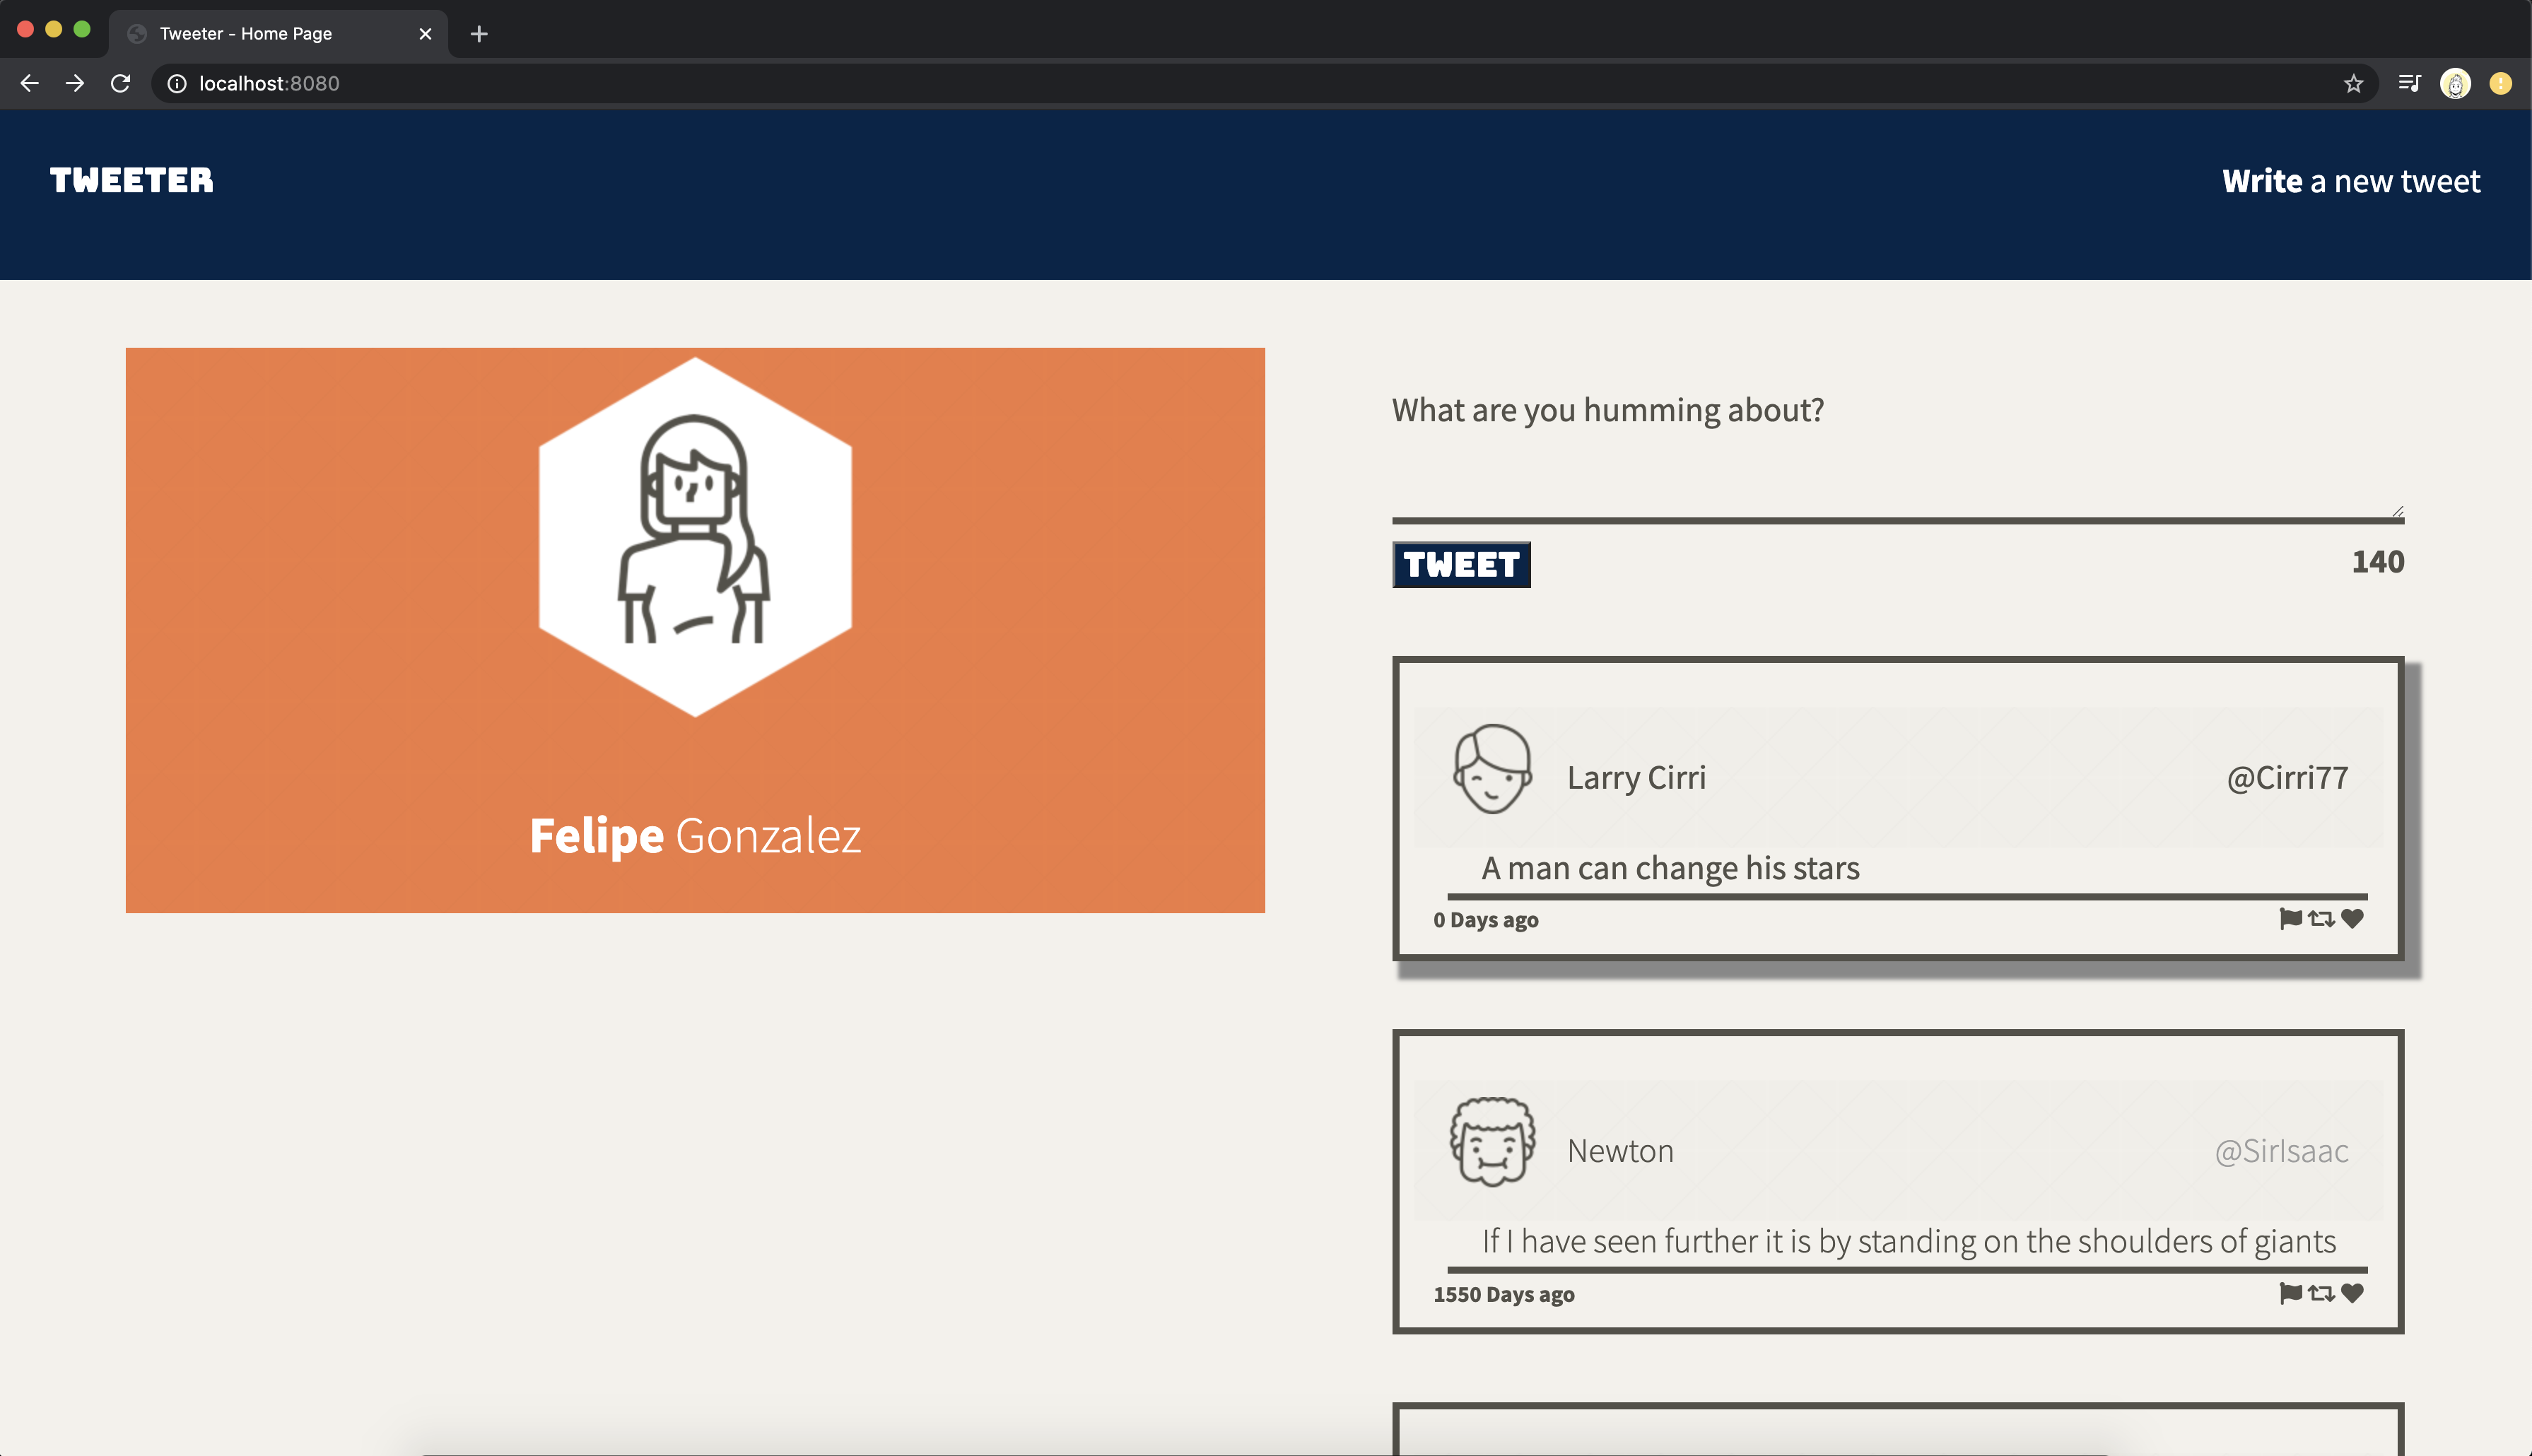 Tweeter - Home Page
localhost:8080
TWEETER
Write a new tweet
Felipe Gonzalez
What are you humming about?
TWEET
140
Larry Cirri
@Cirri77
A man can change his stars
0 Days ago
Newton
@SirIsaac
If I have seen further it is by standing on the shoulders of giants
1550 Days ago